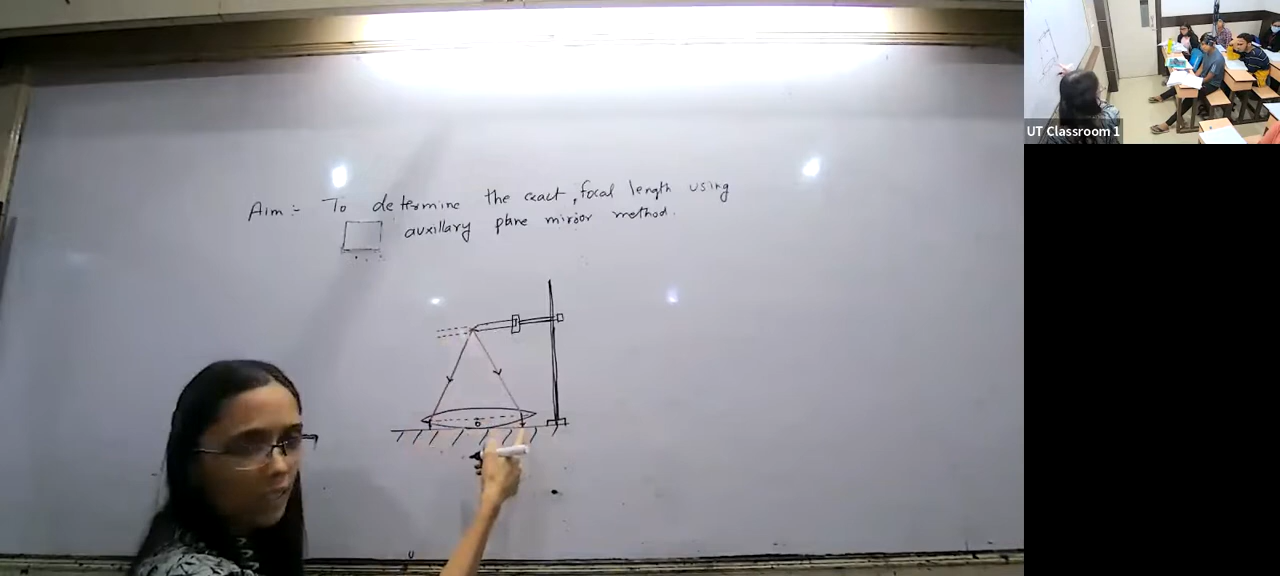 Aim :- To determine the exact, focal length using
auxillary plane mirror method.
O
UT Classroom 1